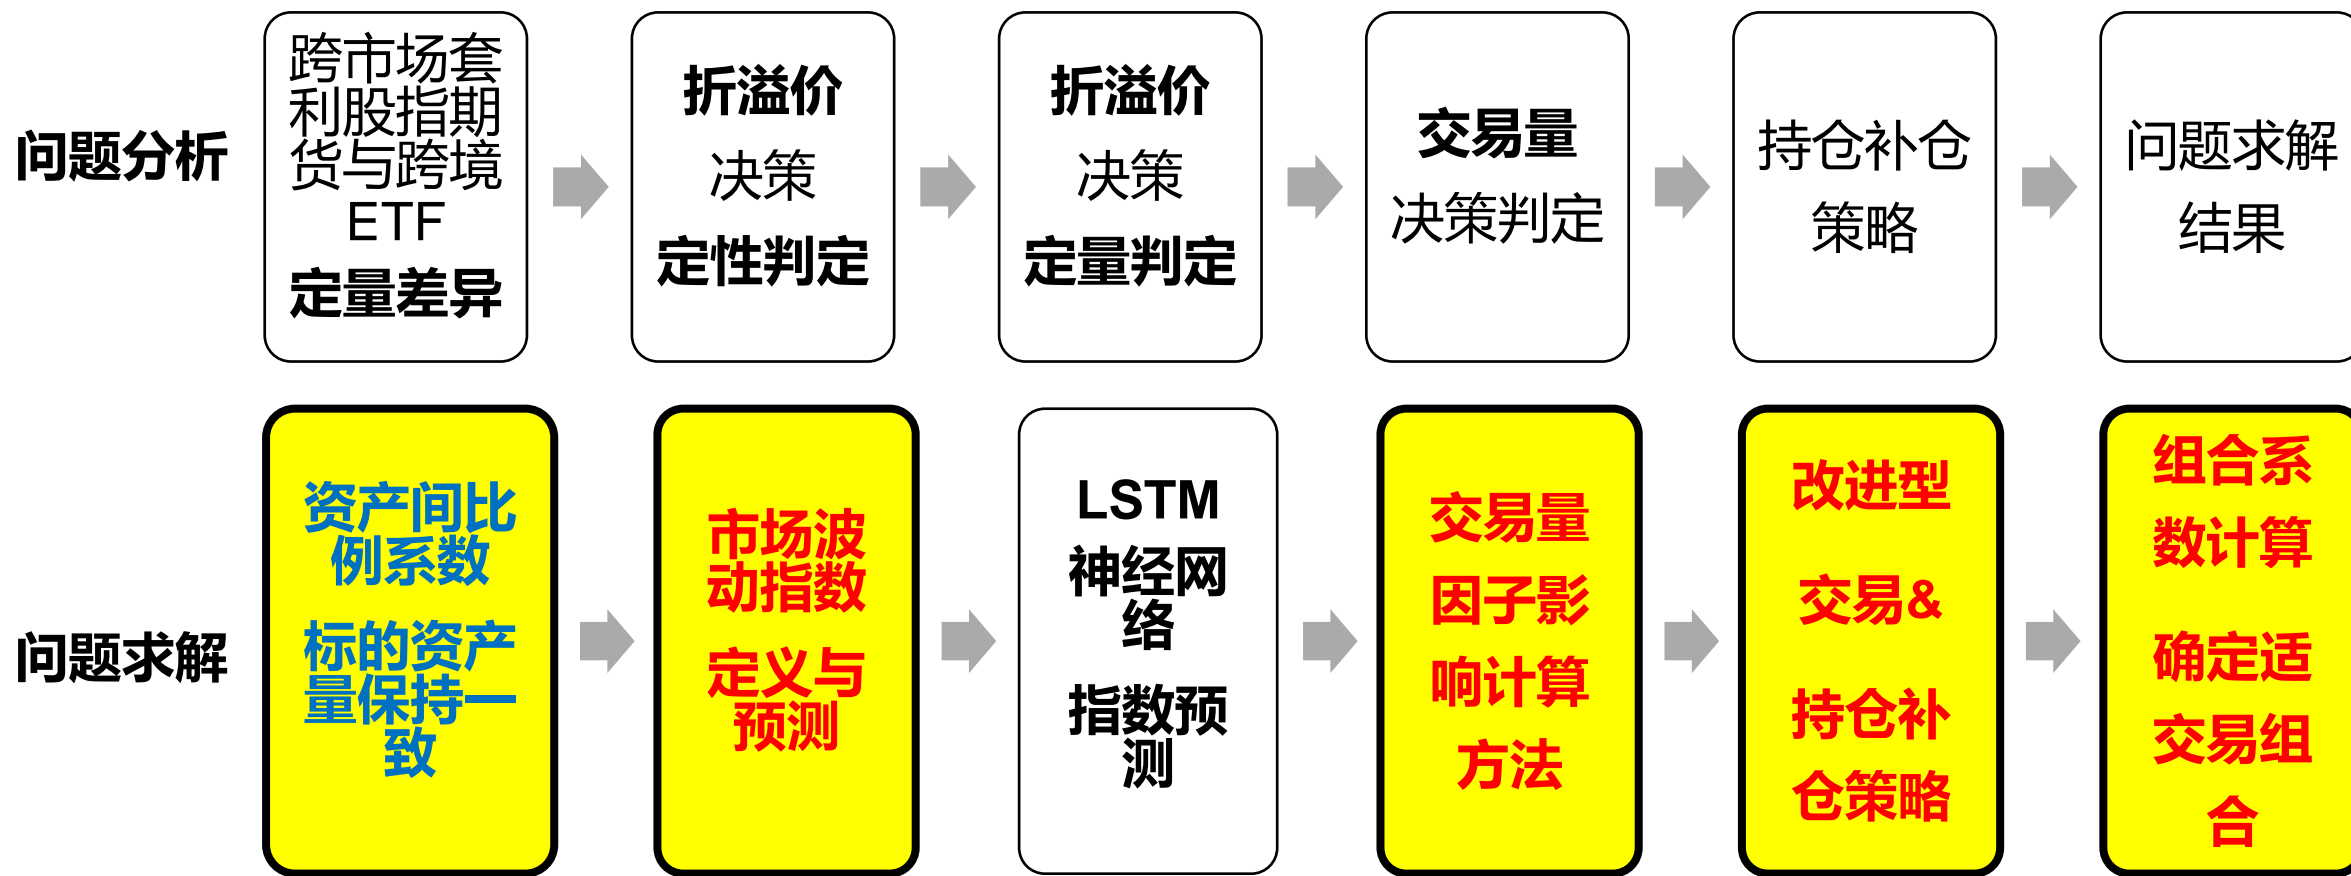 问题分析
跨市场套
利股指期
货与跨境
ETF
定量差异
折溢价
决策
定性判定
折溢价
决策
定量判定
交易量
决策判定
持仓补仓
策略
问题求解
结果
问题求解
资产间比
例系数
标的资产
量保持一
致
市场波
动指数
定义与
预测
LSTM
神经网
络
指数预
测
交易量
因子影
响计算
方法
改进型
交易&
持仓补
仓策略
组合系
数计算
确定适
交易组
合